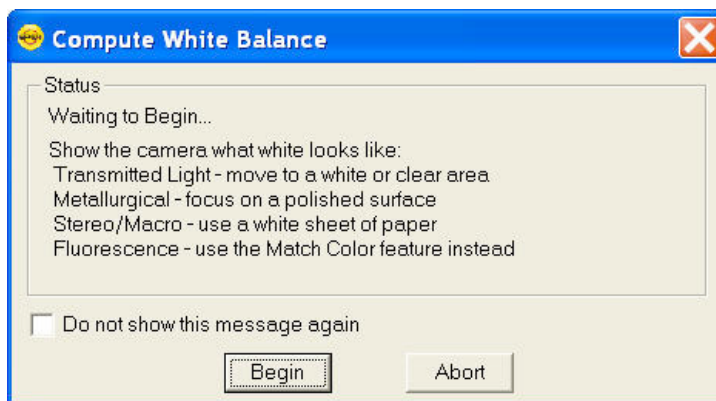 Compute White Balance
Status
Waiting to Begin...
Show the camera what white looks like:
Transmitted Light - move to a white or clear area
Metallurgical - focus on a polished surface
Stereo/Macro - use a white sheet of paper
Fluorescence - use the Match Color feature instead
Do not show this message again
Begin Abort